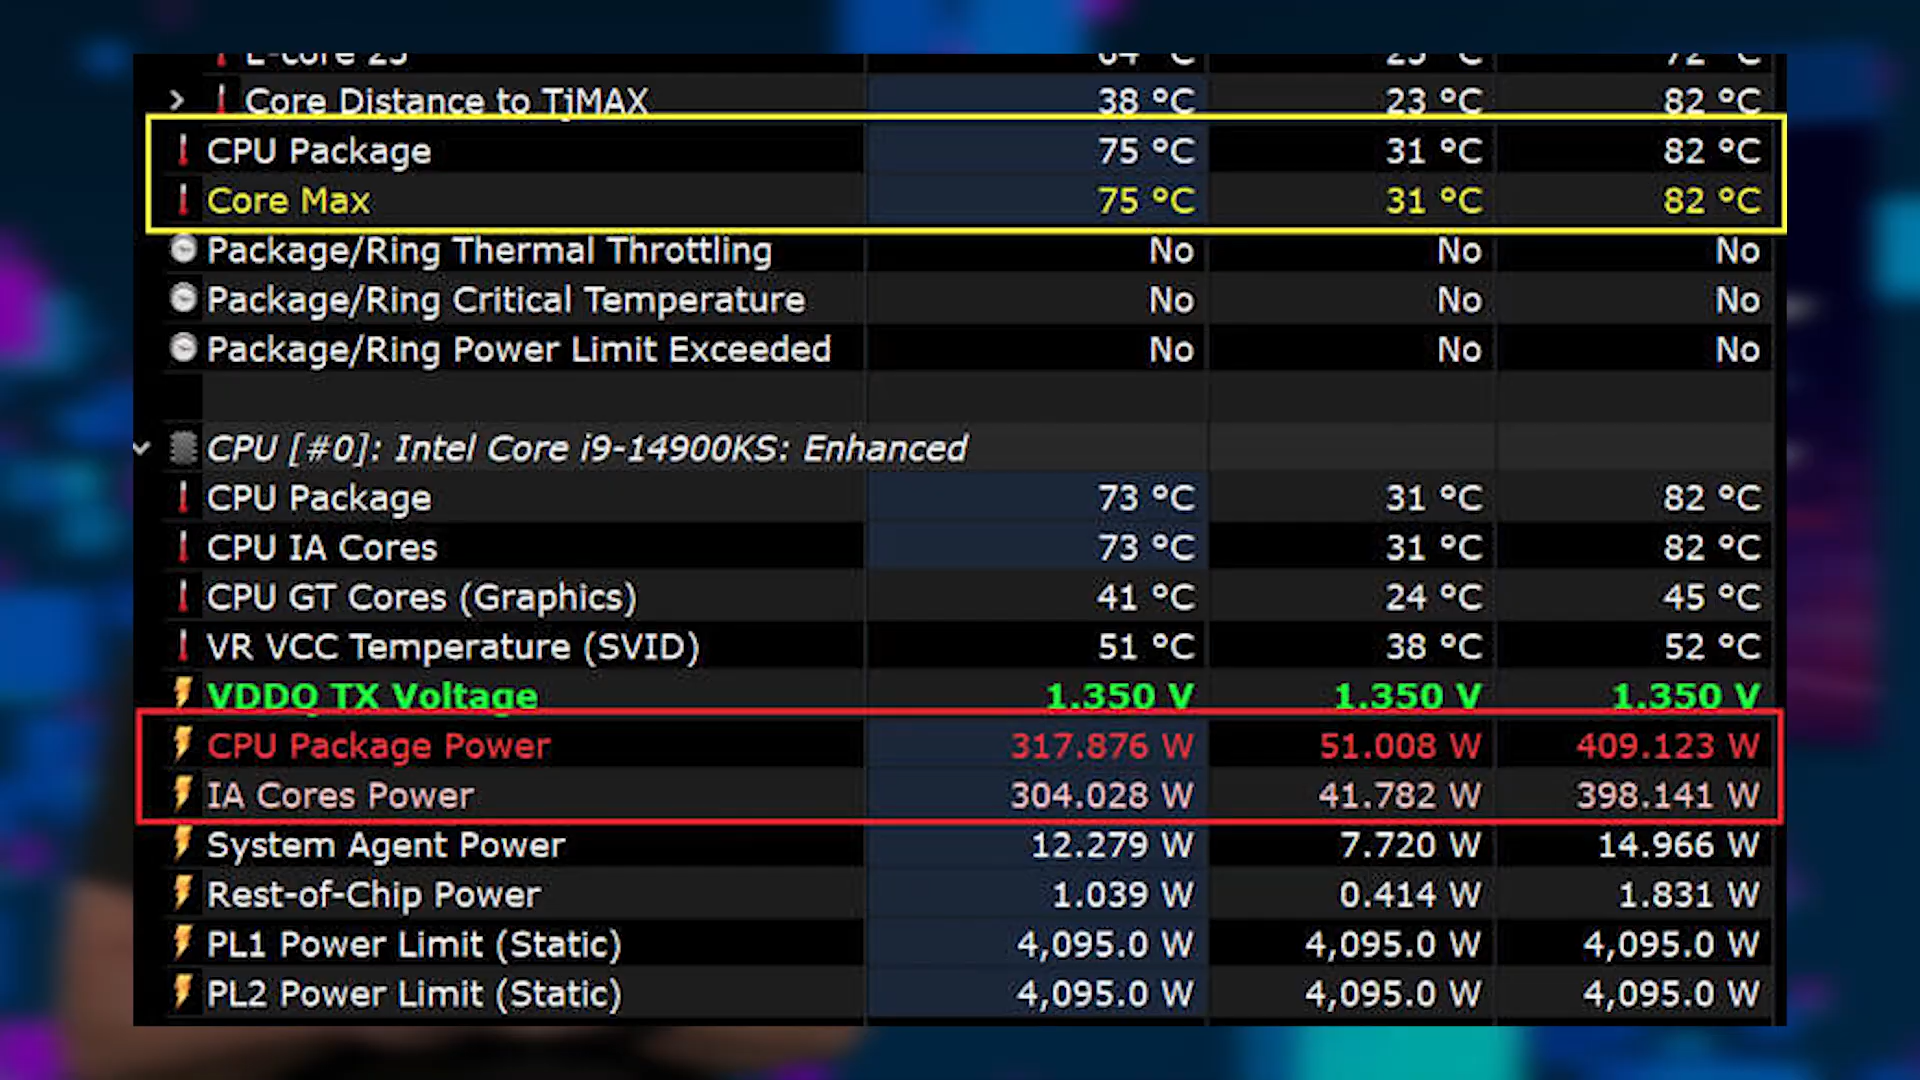 E-core 23 64 °C 23 °C 72 °C
Core Distance to TjMAX 38 °C 23 °C 82 °C
CPU Package 75 °C 31 °C 82 °C
Core Max 75 °C 31 °C 82 °C
Package/Ring Thermal Throttling No No No
Package/Ring Critical Temperature No No No
Package/Ring Power Limit Exceeded No No No
CPU [#0]: Intel Core i9-14900KS: Enhanced
CPU Package 73 °C 31 °C 82 °C
CPU IA Cores 73 °C 31 °C 82 °C
CPU GT Cores (Graphics) 41 °C 24 °C 45 °C
VR VCC Temperature (SVID) 51 °C 38 °C 52 °C
VDDQ TX Voltage 1.350 V 1.350 V 1.350 V
CPU Package Power 317.876 W 51.008 W 409.123 W
IA Cores Power 304.028 W 41.782 W 398.141 W
System Agent Power 12.279 W 7.720 W 14.966 W
Rest-of-Chip Power 1.039 W 0.414 W 1.831 W
PL1 Power Limit (Static) 4,095.0 W 4,095.0 W 4,095.0 W
PL2 Power Limit (Static) 4,095.0 W 4,095.0 W 4,095.0 W